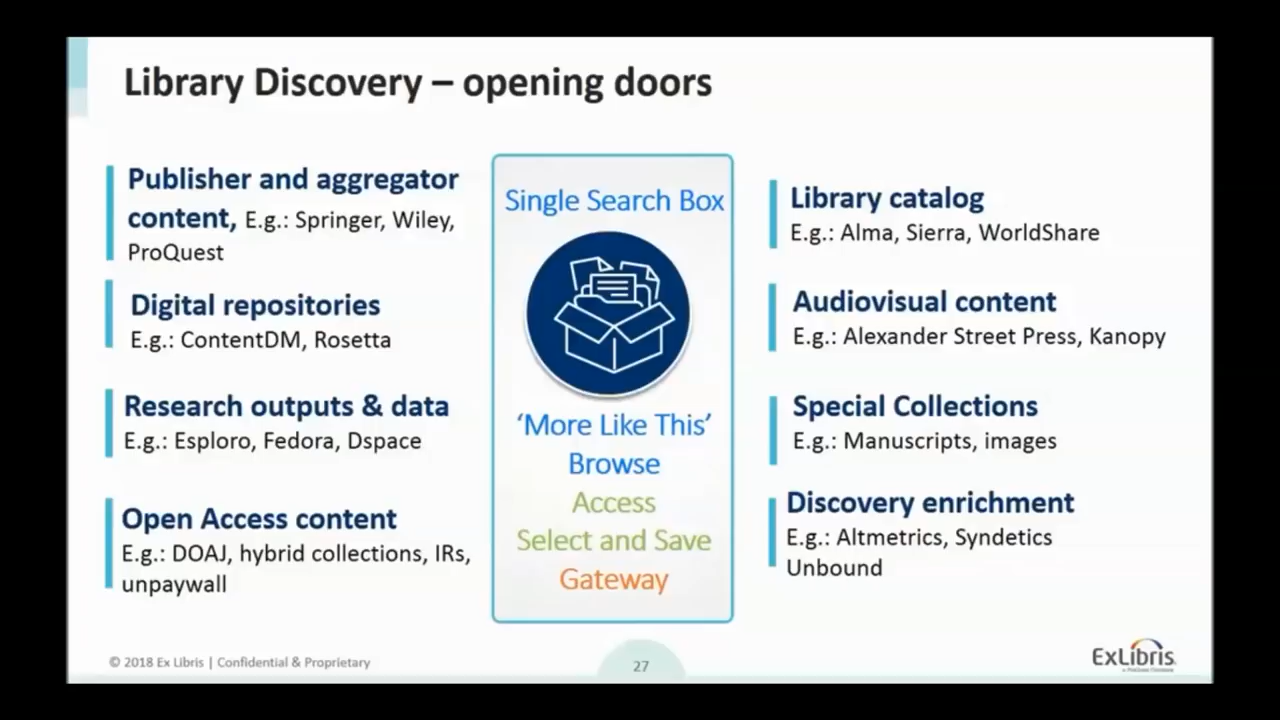 Library Discovery – opening doors
Publisher and aggregator
content, E.g.: Springer, Wiley,
ProQuest
Digital repositories
E.g.: ContentDM, Rosetta
Research outputs & data
E.g.: Esploro, Fedora, Dspace
Open Access content
E.g.: DOAJ, hybrid collections, IRs,
unpaywall
Single Search Box
‘More Like This’
Browse
Access
Select and Save
Gateway
Library catalog
E.g.: Alma, Sierra, WorldShare
Audiovisual content
E.g.: Alexander Street Press, Kanopy
Special Collections
E.g.: Manuscripts, images
Discovery enrichment
E.g.: Altmetrics, Syndetics
Unbound
© 2018 Ex Libris | Confidential & Proprietary
27
ExLibris